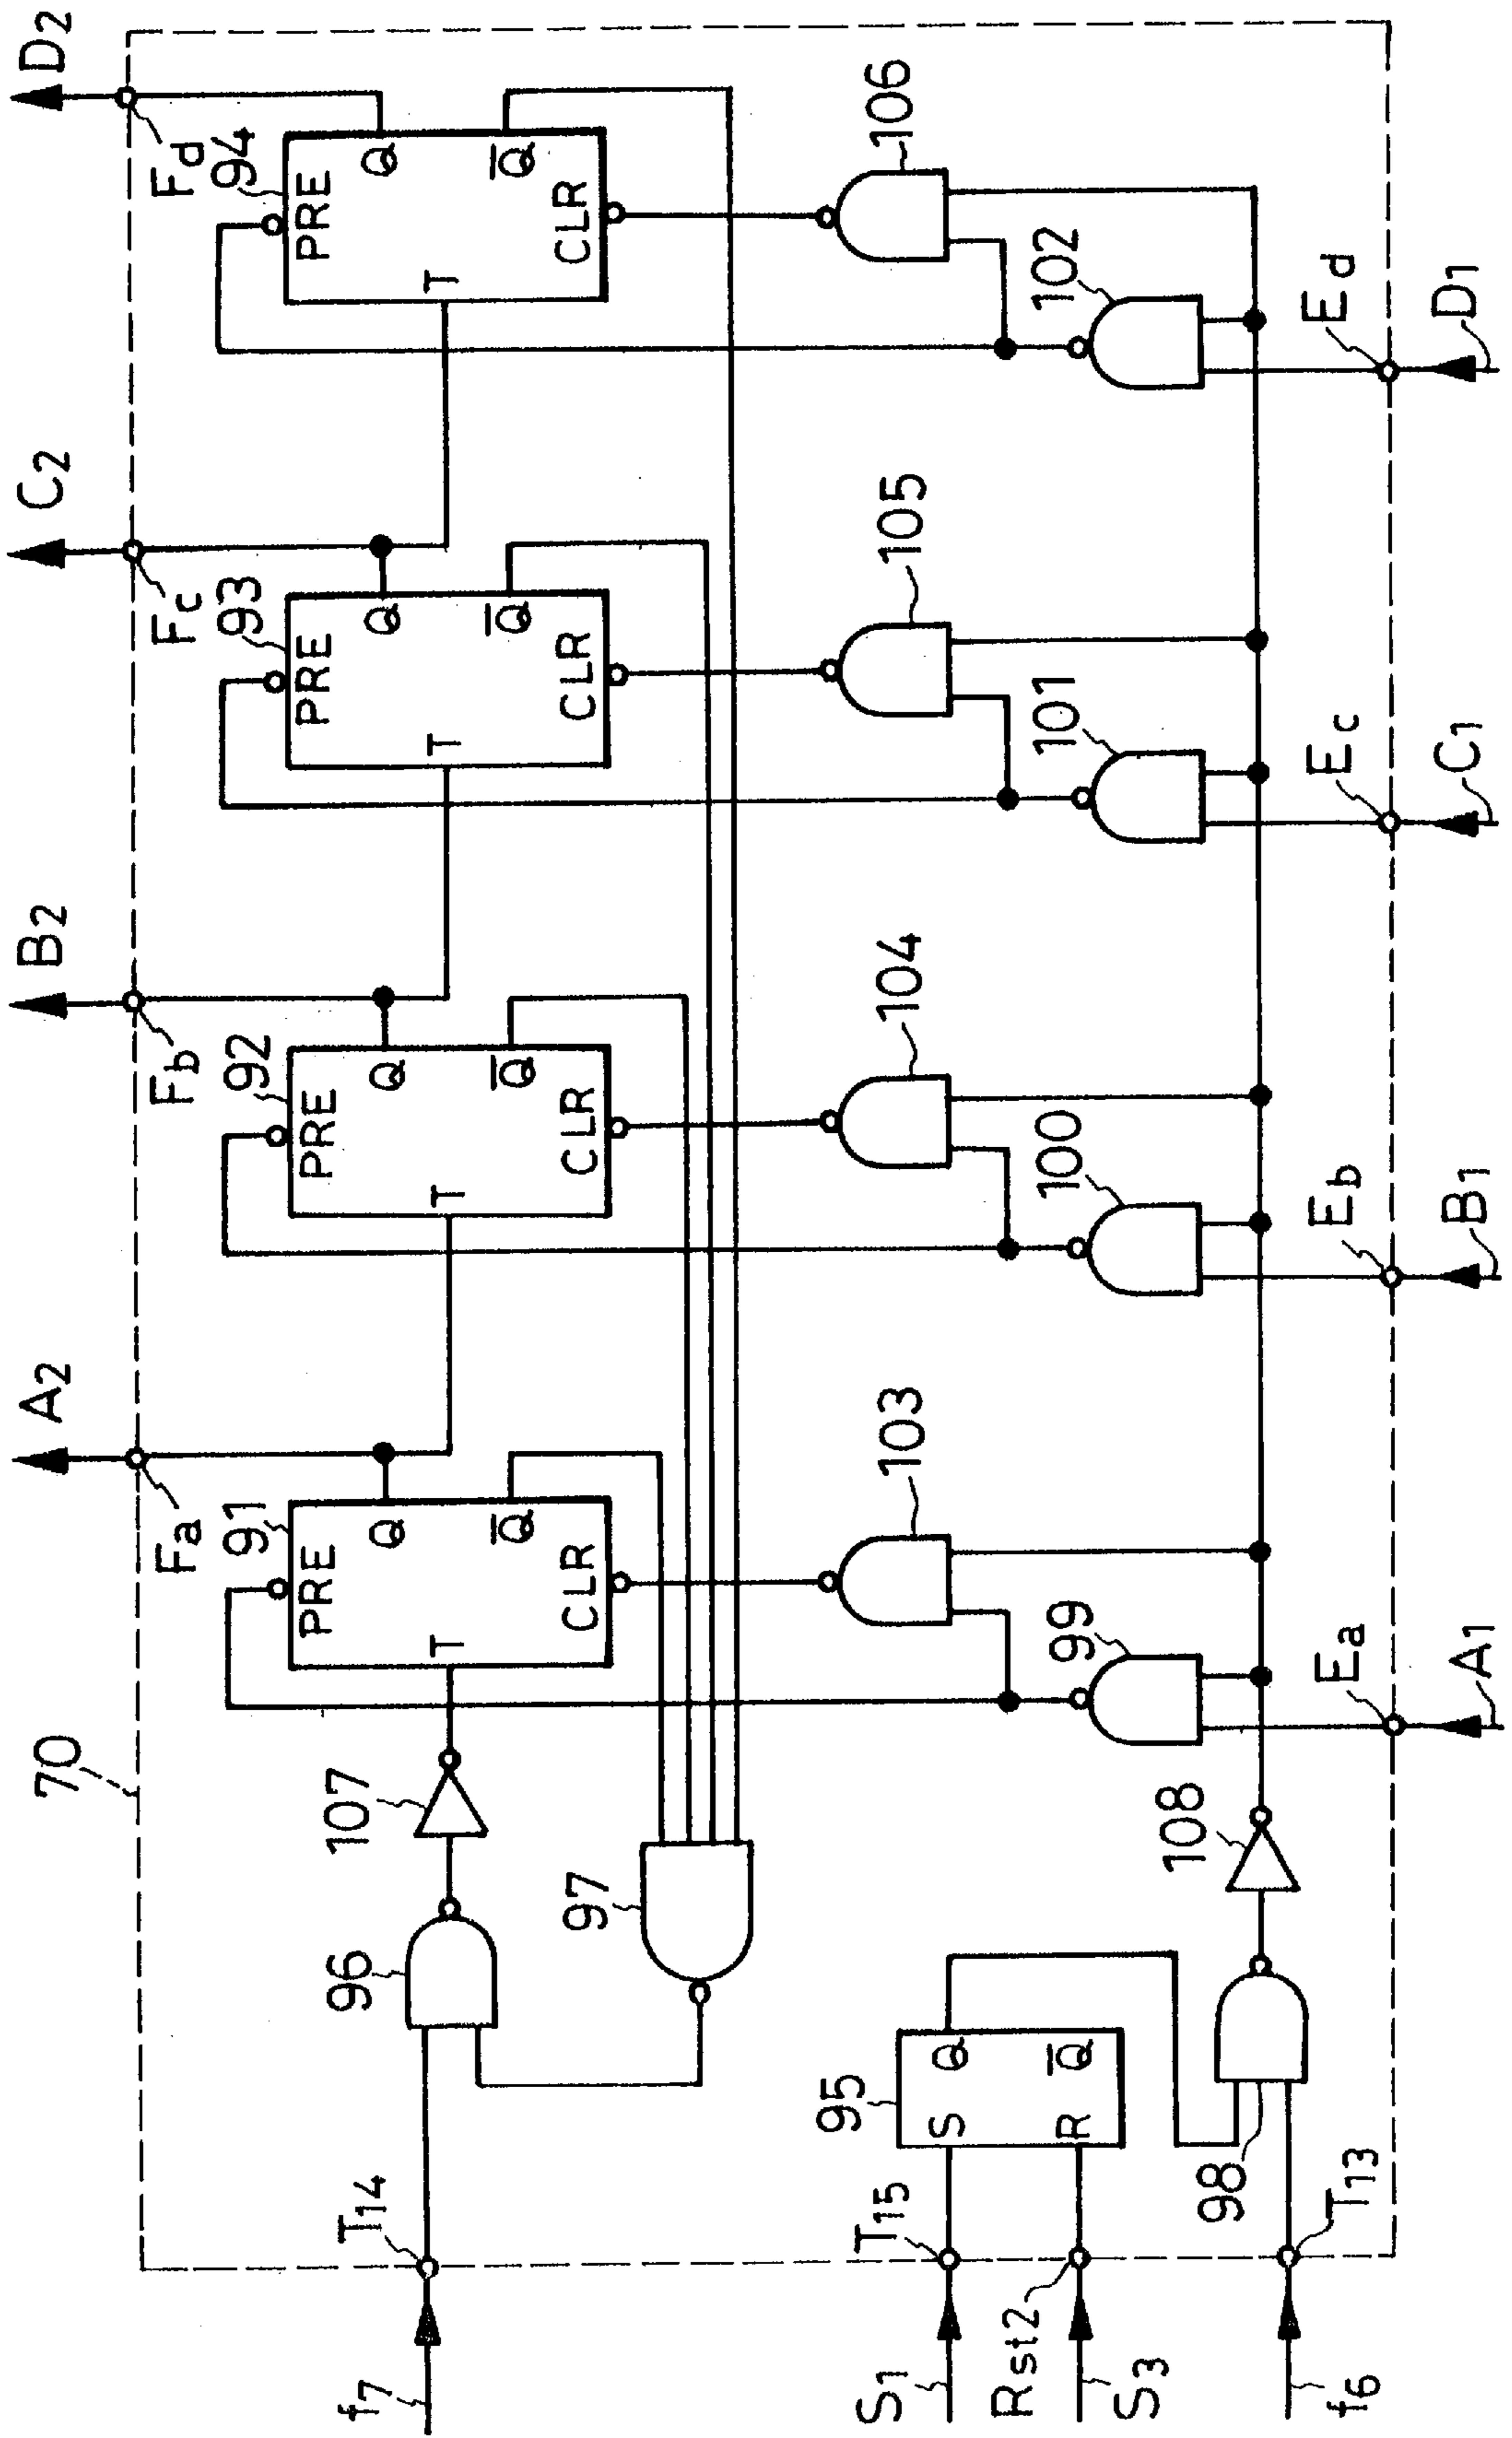 70
A2
B2
C2
D2
Fa
Fb
Fc
Fd
91
92
93
94
PRE
T
Q
Q̅
CLR
PRE
T
Q
Q̅
CLR
PRE
T
Q
Q̅
CLR
PRE
T
Q
Q̅
CLR
f7
T14
96
107
97
103
104
105
106
99
100
101
102
S1
T15
95
S
Q
R
Q̅
Rst2
S3
98
108
f6
T13
Ea
Eb
Ec
Ed
A1
B1
C1
D1